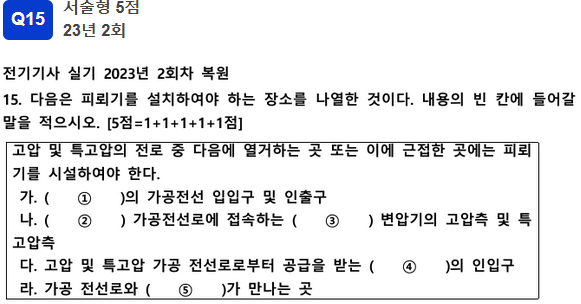 Q15
서술형 5점
23년 2회
전기기사 실기 2023년 2회차 복원
15. 다음은 피뢰기를 설치하여야 하는 장소를 나열한 것이다. 내용의 빈 칸에 들어갈
말을 적으시오. [5점=1+1+1+1+1점]
고압 및 특고압의 전로 중 다음에 열거하는 곳 또는 이에 근접한 곳에는 피뢰
기를 시설하여야 한다.
가. ( ① )의 가공전선 입입구 및 인출구
나. ( ② ) 가공전선로에 접속하는 ( ③ ) 변압기의 고압측 및 특
고압측
다. 고압 및 특고압 가공 전선로로부터 공급을 받는 ( ④ )의 인입구
라. 가공 전선로와 ( ⑤ )가 만나는 곳